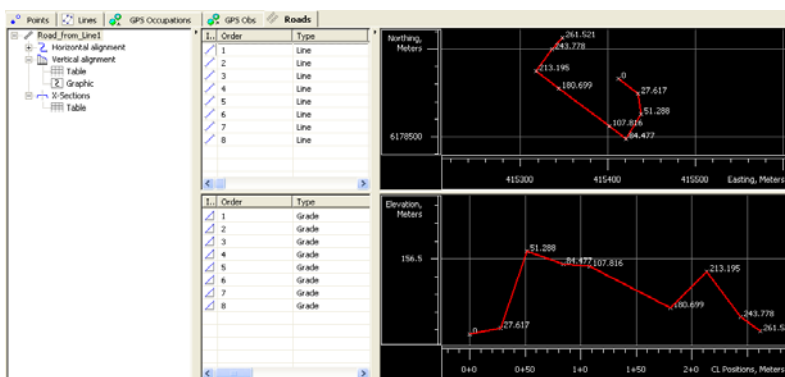 Points Lines GPS Occupations GPS Obs Roads
Road_from_Line1
Horizontal alignment
Vertical alignment
Table
Graphic
X-Sections
Table
I.. Order Type
1 Line
2 Line
3 Line
4 Line
5 Line
6 Line
7 Line
8 Line
I.. Order Type
1 Grade
2 Grade
3 Grade
4 Grade
5 Grade
6 Grade
7 Grade
8 Grade
Northing,
Meters
261.521
243.778
213.195
0
180.699
27.617
51.288
107.816
84.477
6178500
415300 415400 415500 Easting, Meters
Elevation,
Meters
51.288
156.5
84.477
107.816
213.195
180.699
243.778
27.617
0
261.52
0+0 0+50 1+0 1+50 2+0 CL Positions, Meters